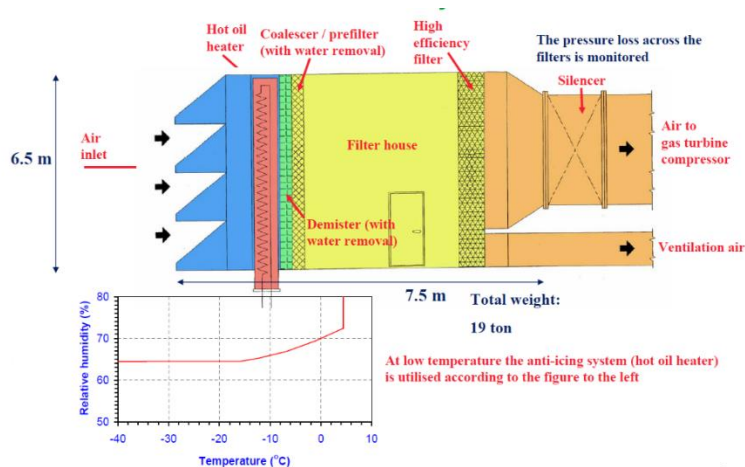 Hot oil
heater
Coalescer / prefilter
(with water removal)
High
efficiency
filter
The pressure loss across the
filters is monitored
Silencer
6.5 m
Air
inlet
Filter house
Air to
gas turbine
compressor
Demister (with
water removal)
Ventilation air
7.5 m
Total weight:
19 ton
At low temperature the anti-icing system (hot oil heater)
is utilised according to the figure to the left
Relative humidity (%)
80
70
60
50
-40
-30
-20
-10
0
10
Temperature (°C)